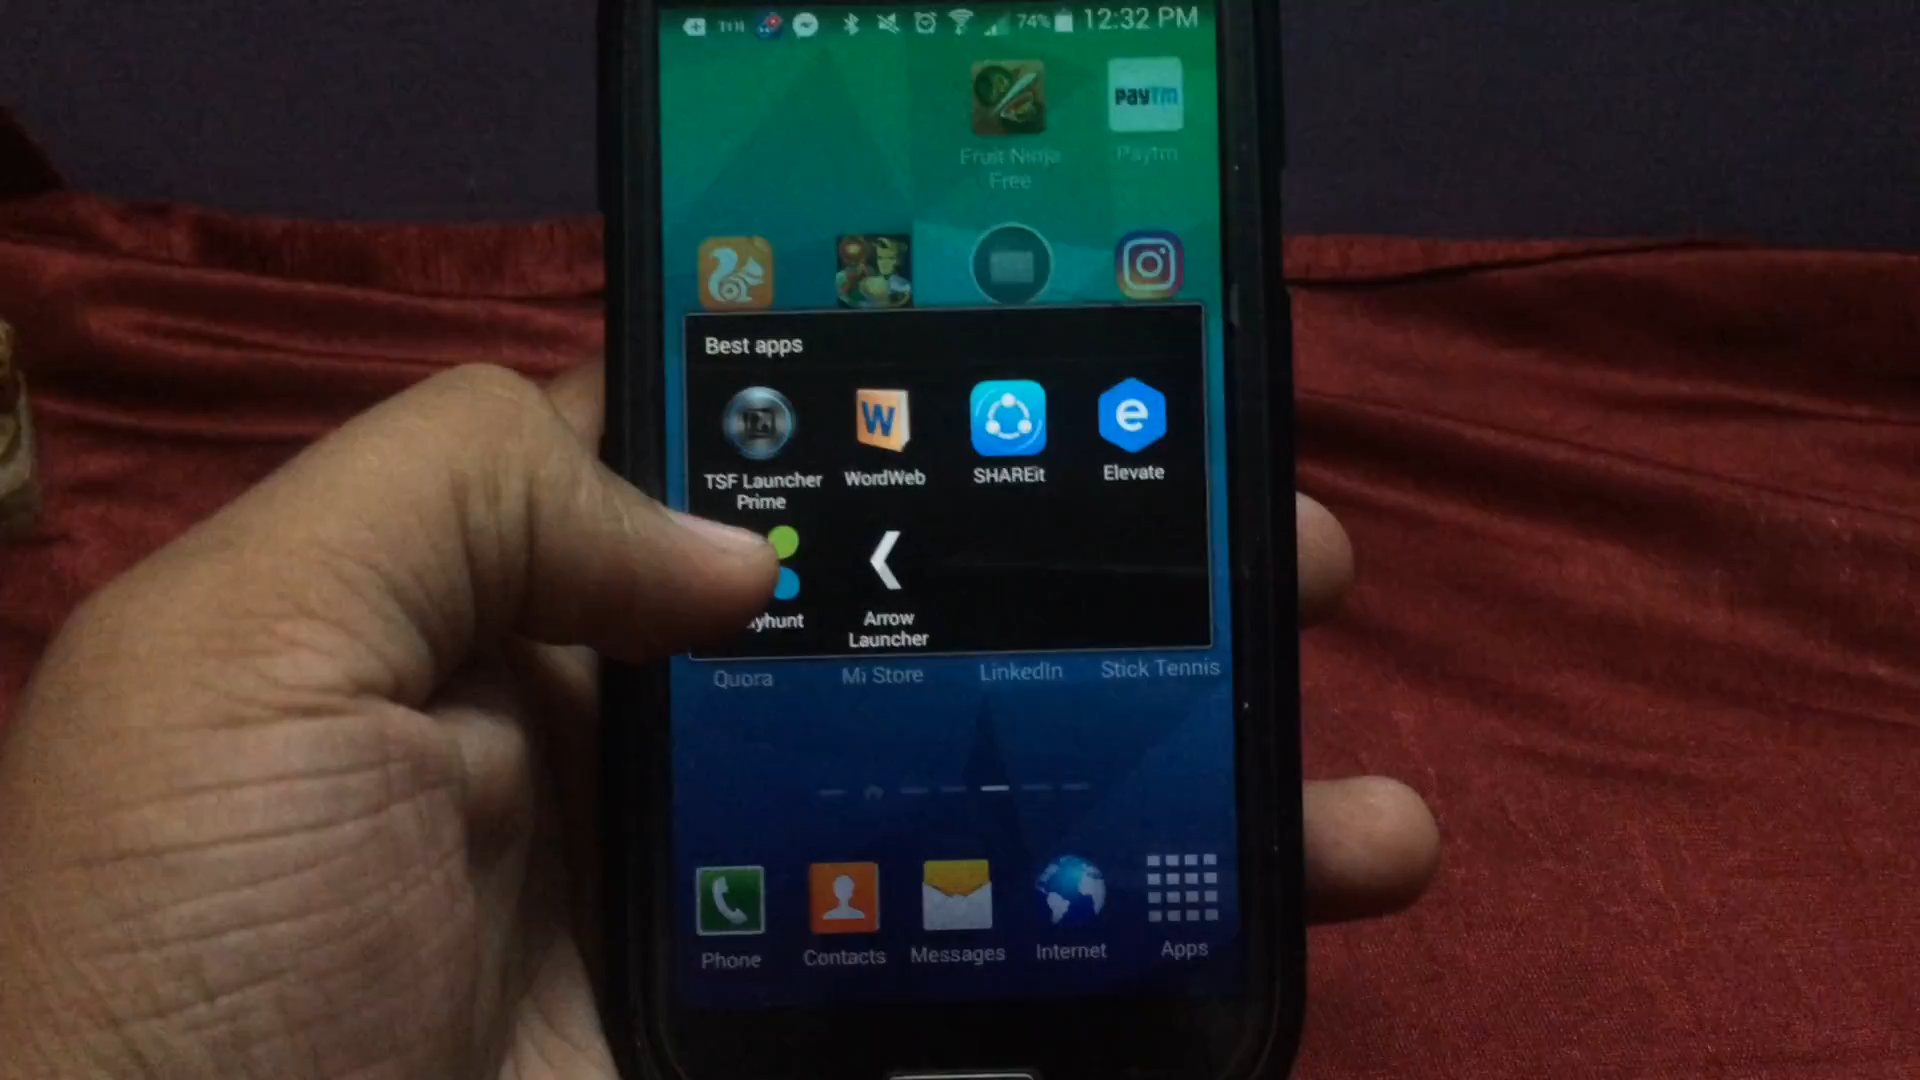 74% 12:32 PM
PayTM
Fruit Ninja
Free
Paytm
Best apps
W
e
TSF Launcher
Prime
WordWeb
SHAREit
Elevate
yhunt
Arrow
Launcher
Quora
Mi Store
LinkedIn
Stick Tennis
Phone
Contacts
Messages
Internet
Apps